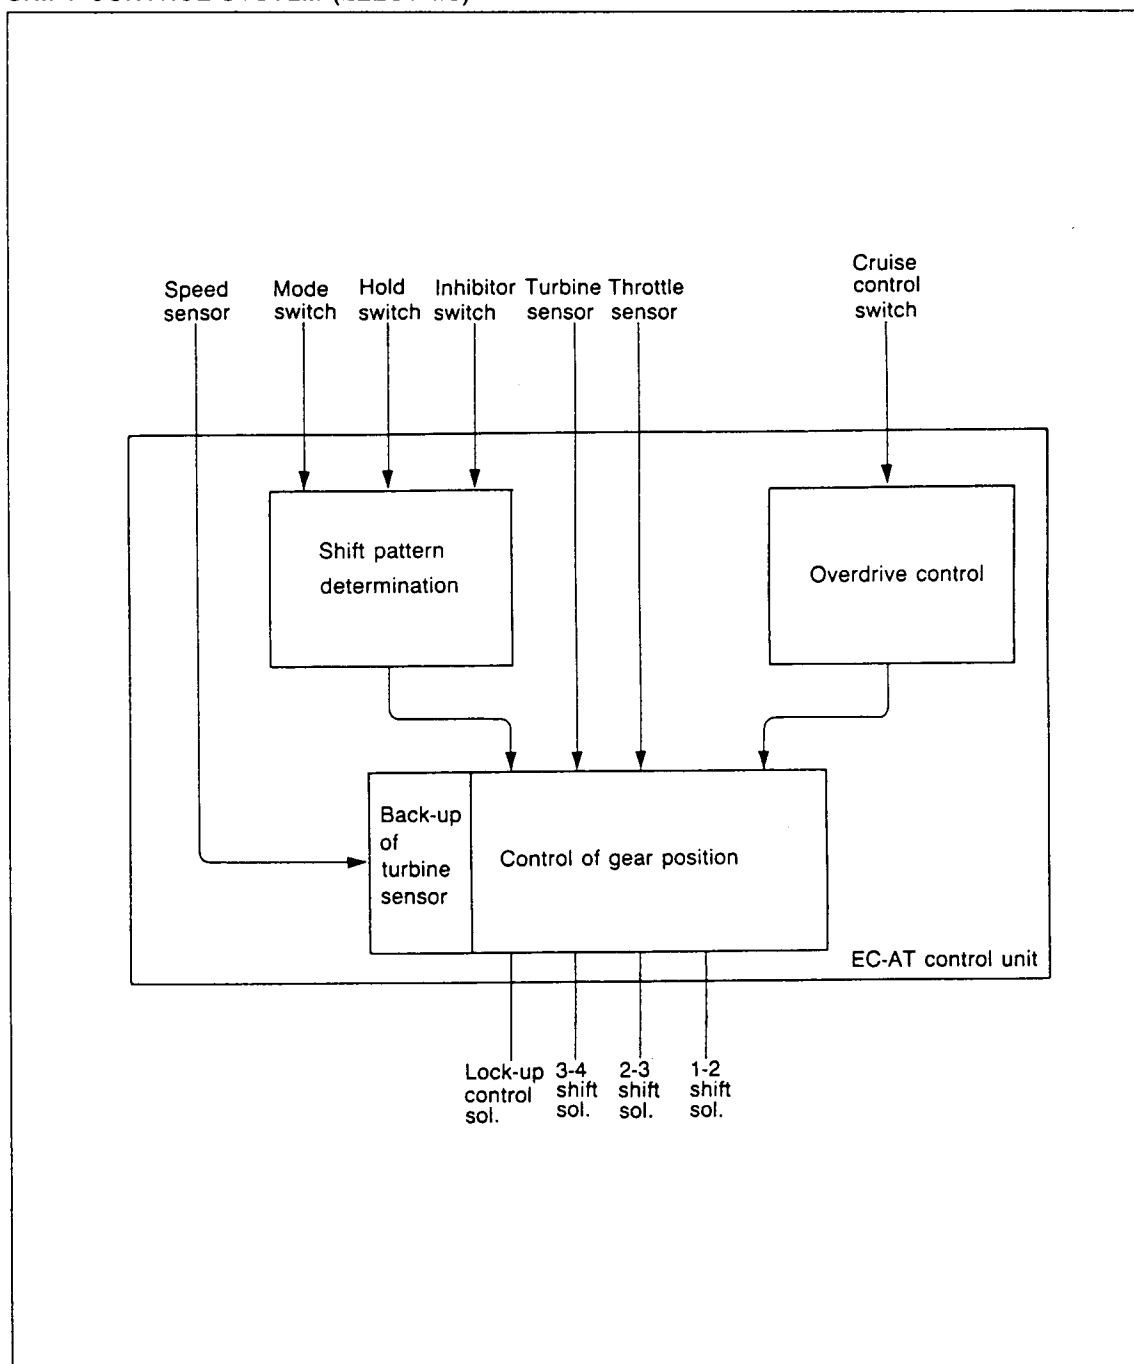 Cruise
control
switch
Speed
sensor
Mode
switch
Hold
switch
Inhibitor
switch
Turbine
sensor
Throttle
sensor
Shift pattern
determination
Overdrive control
Back-up
of
turbine
sensor
Control of gear position
EC-AT control unit
Lock-up
control
sol.
3-4
shift
sol.
2-3
shift
sol.
1-2
shift
sol.